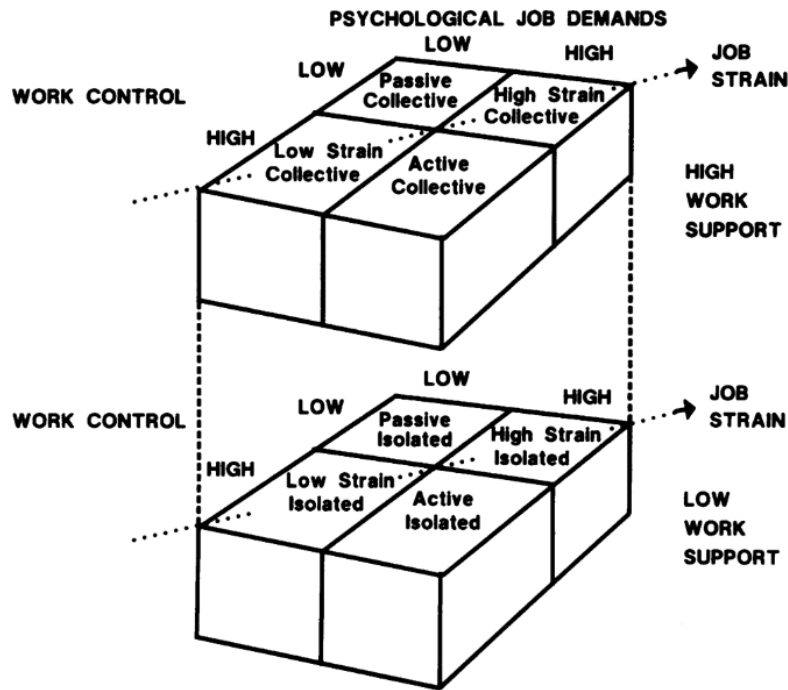 PSYCHOLOGICAL JOB DEMANDS
LOW
HIGH
JOB
STRAIN
LOW
WORK CONTROL
HIGH
Passive
Collective
High Strain
Collective
Low Strain
Collective
Active
Collective
HIGH
WORK
SUPPORT
LOW
HIGH
JOB
STRAIN
LOW
WORK CONTROL
HIGH
Passive
Isolated
High Strain
Isolated
Low Strain
Isolated
Active
Isolated
LOW
WORK
SUPPORT